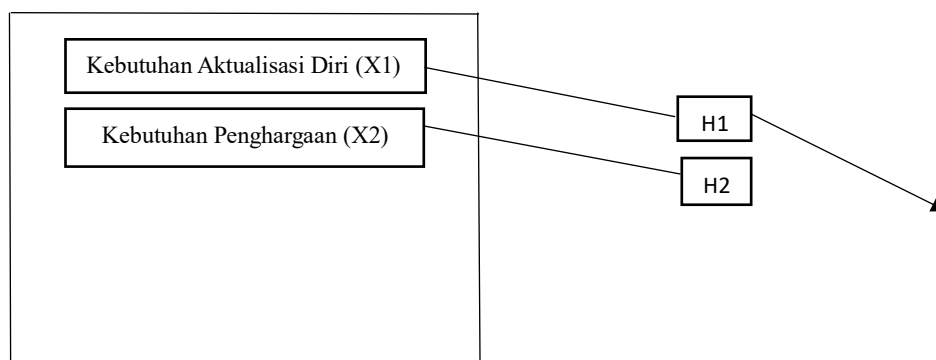 Kebutuhan Aktualisasi Diri (X1)
H1
Kebutuhan Penghargaan (X2)
H2